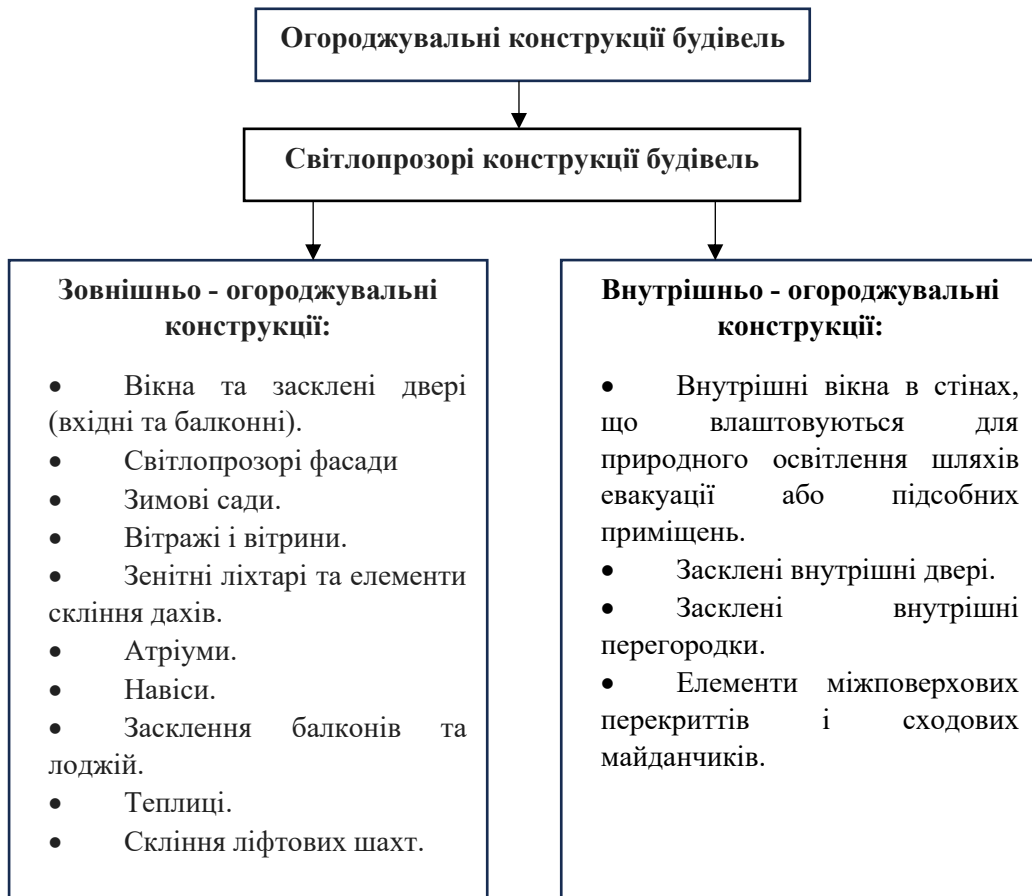 Огороджувальні конструкції будівель
Світлопрозорі конструкції будівель
Зовнішньо - огороджувальні
конструкції:
• Вікна та засклені двері
(вхідні та балконні).
• Світлопрозорі фасади
• Зимові сади.
• Вітражі і вітрини.
• Зенітні ліхтарі та елементи
скління дахів.
• Атріуми.
• Навіси.
• Засклення балконів та
лоджій.
• Теплиці.
• Скління ліфтових шахт.
Внутрішньо - огороджувальні
конструкції:
• Внутрішні вікна в стінах,
що влаштовуються для
природного освітлення шляхів
евакуації або підсобних
приміщень.
• Засклені внутрішні двері.
• Засклені внутрішні
перегородки.
• Елементи міжповерхових
перекриттів і сходових
майданчиків.